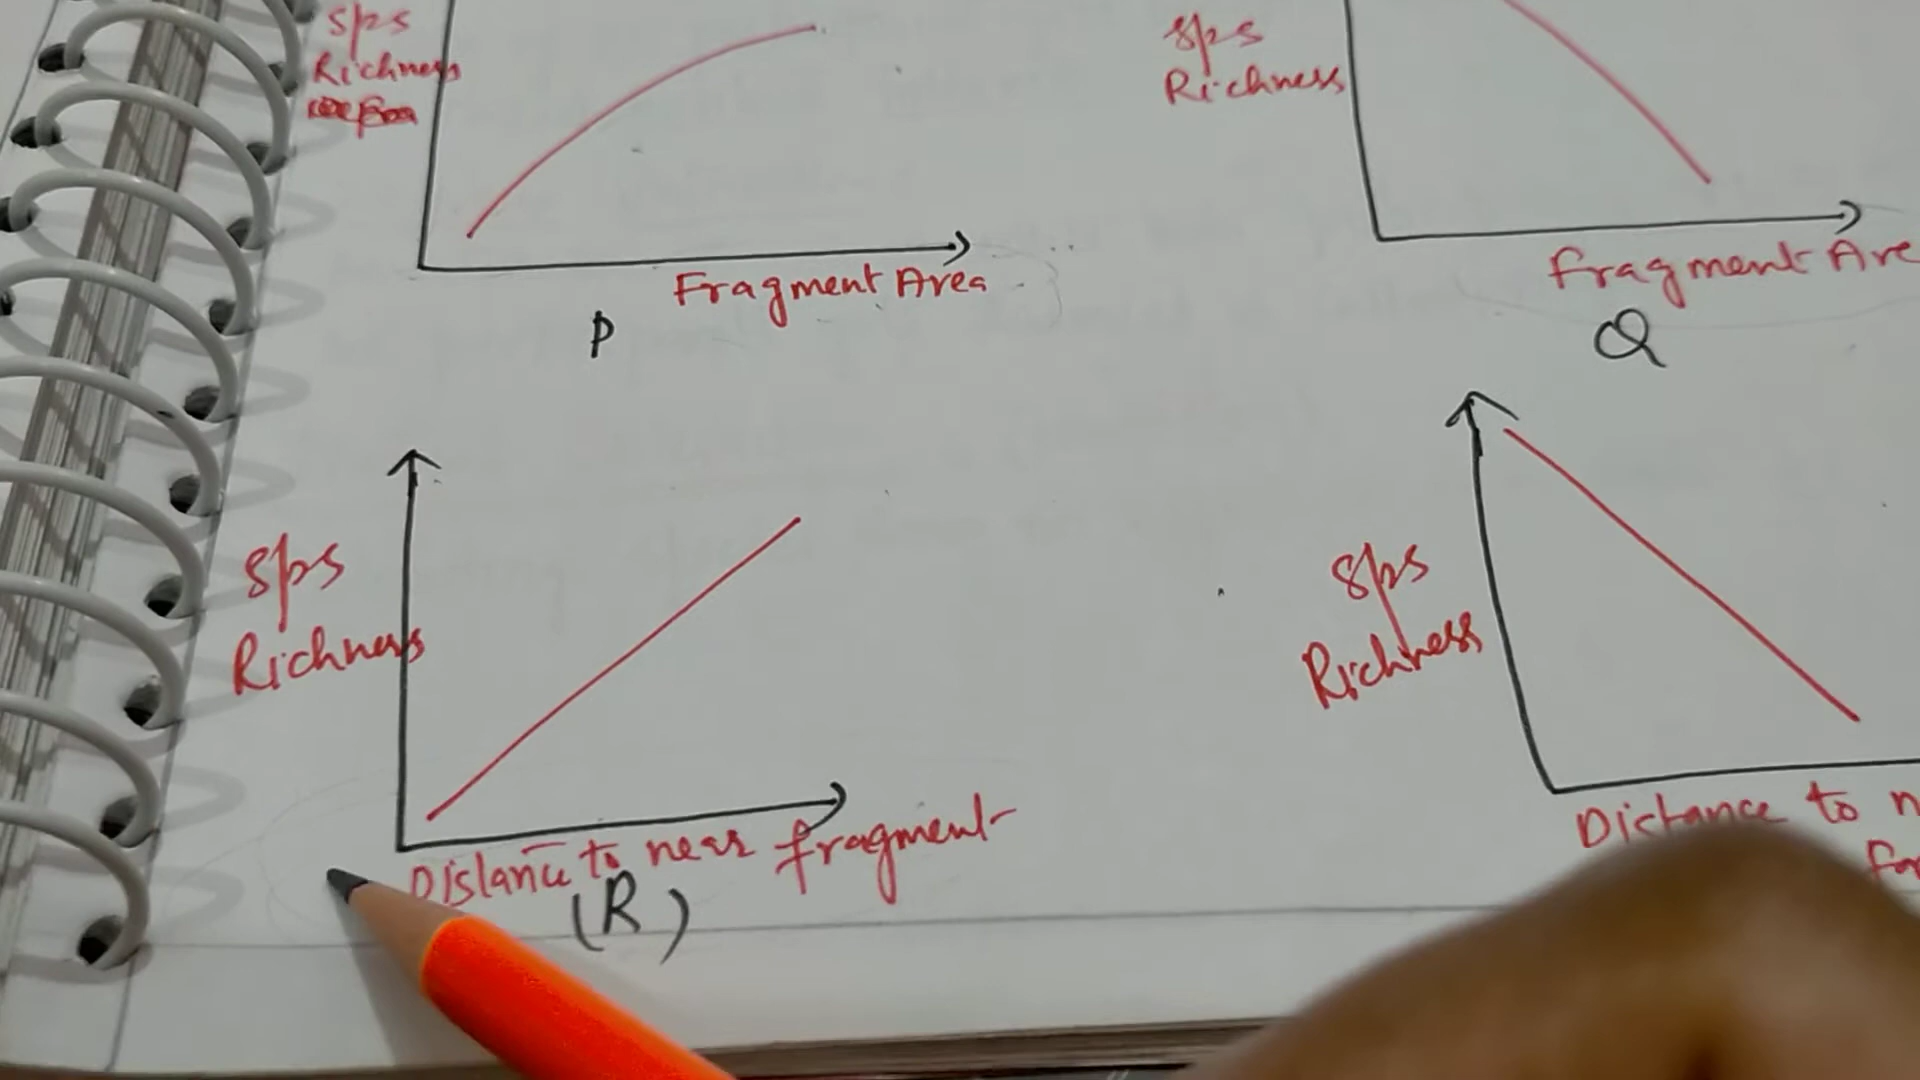 sps
Richness
sps
Richness
Fragment Area
P
Fragment Are
Q
sps
Richness
Distance to near fragment
(R)
sps
Richness
Distance to n